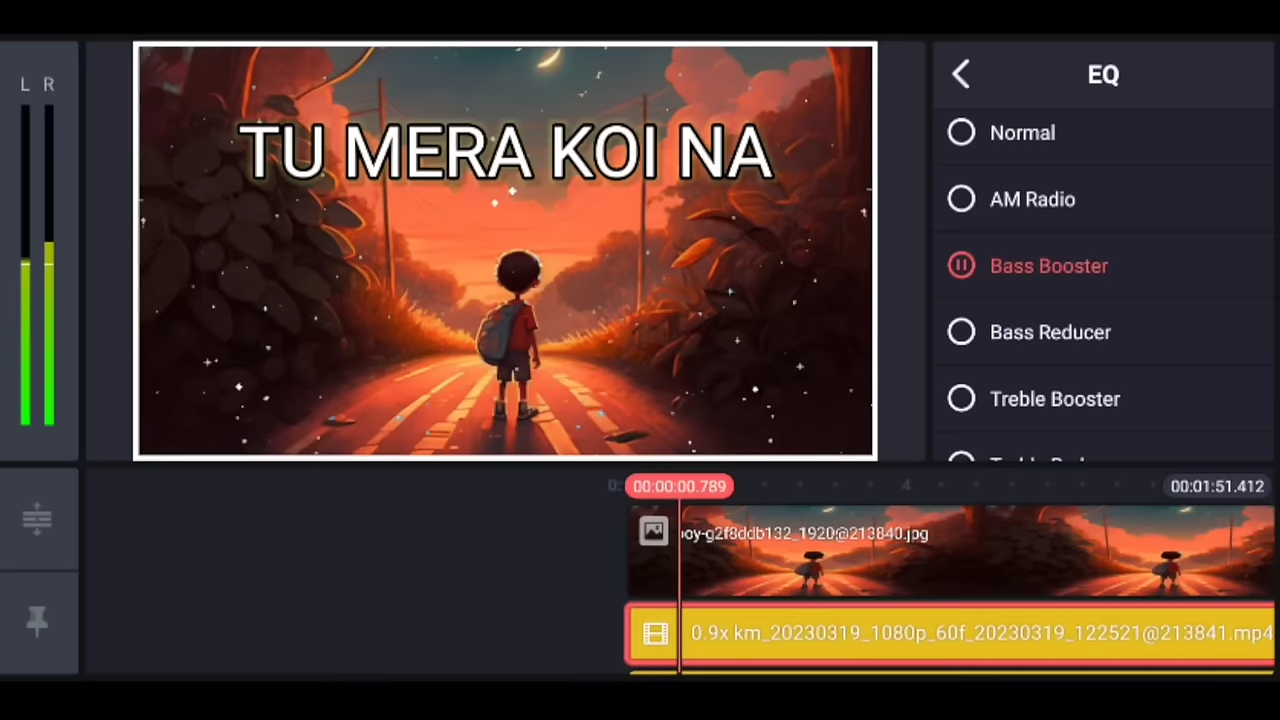 L R
TU MERA KOI NA
EQ
Normal
AM Radio
Bass Booster
Bass Reducer
Treble Booster
00:00:00.789
4
00:01:51.412
oy-g2f8ddb132_1920@213840.jpg
0.9x km_20230319_1080p_60f_20230319_122521@213841.mp4